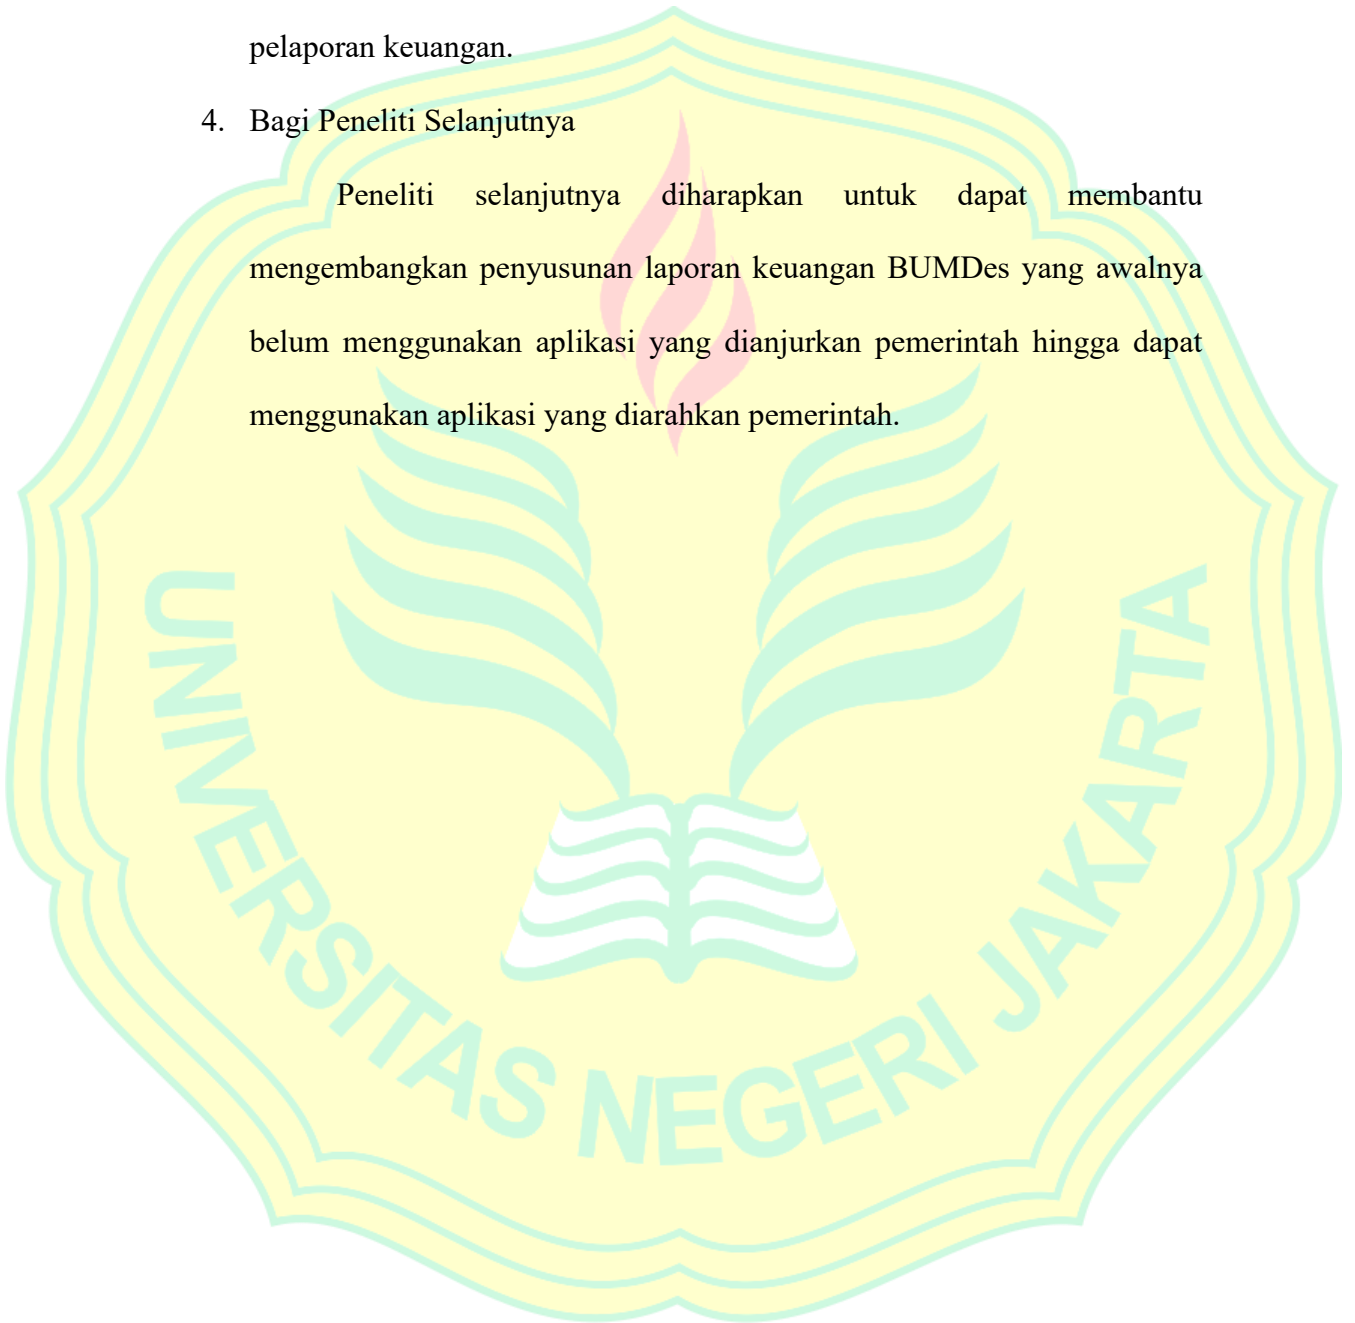 pelaporan keuangan.
4. Bagi Peneliti Selanjutnya
Peneliti selanjutnya diharapkan untuk dapat membantu
mengembangkan penyusunan laporan keuangan BUMDes yang awalnya
belum menggunakan aplikasi yang dianjurkan pemerintah hingga dapat
menggunakan aplikasi yang diarahkan pemerintah.
UNIVERSITAS NEGERI JAKARTA